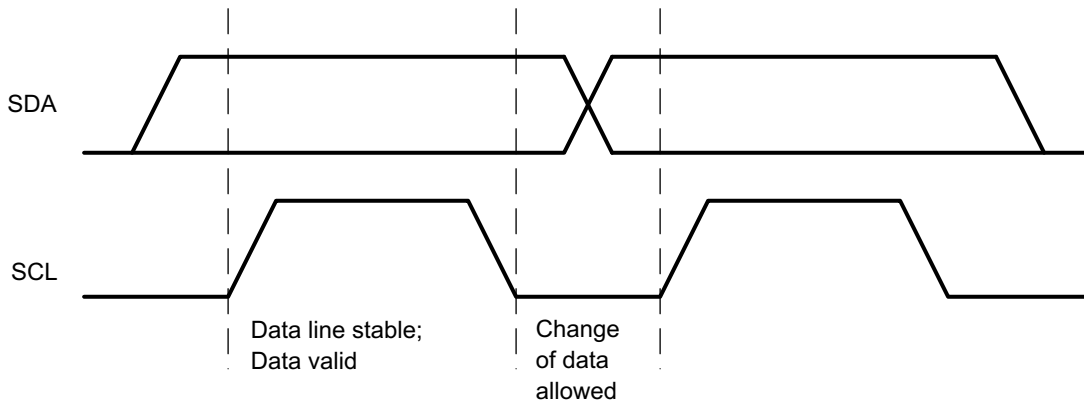 SDA
SCL
Data line stable;
Data valid
Change
of data
allowed